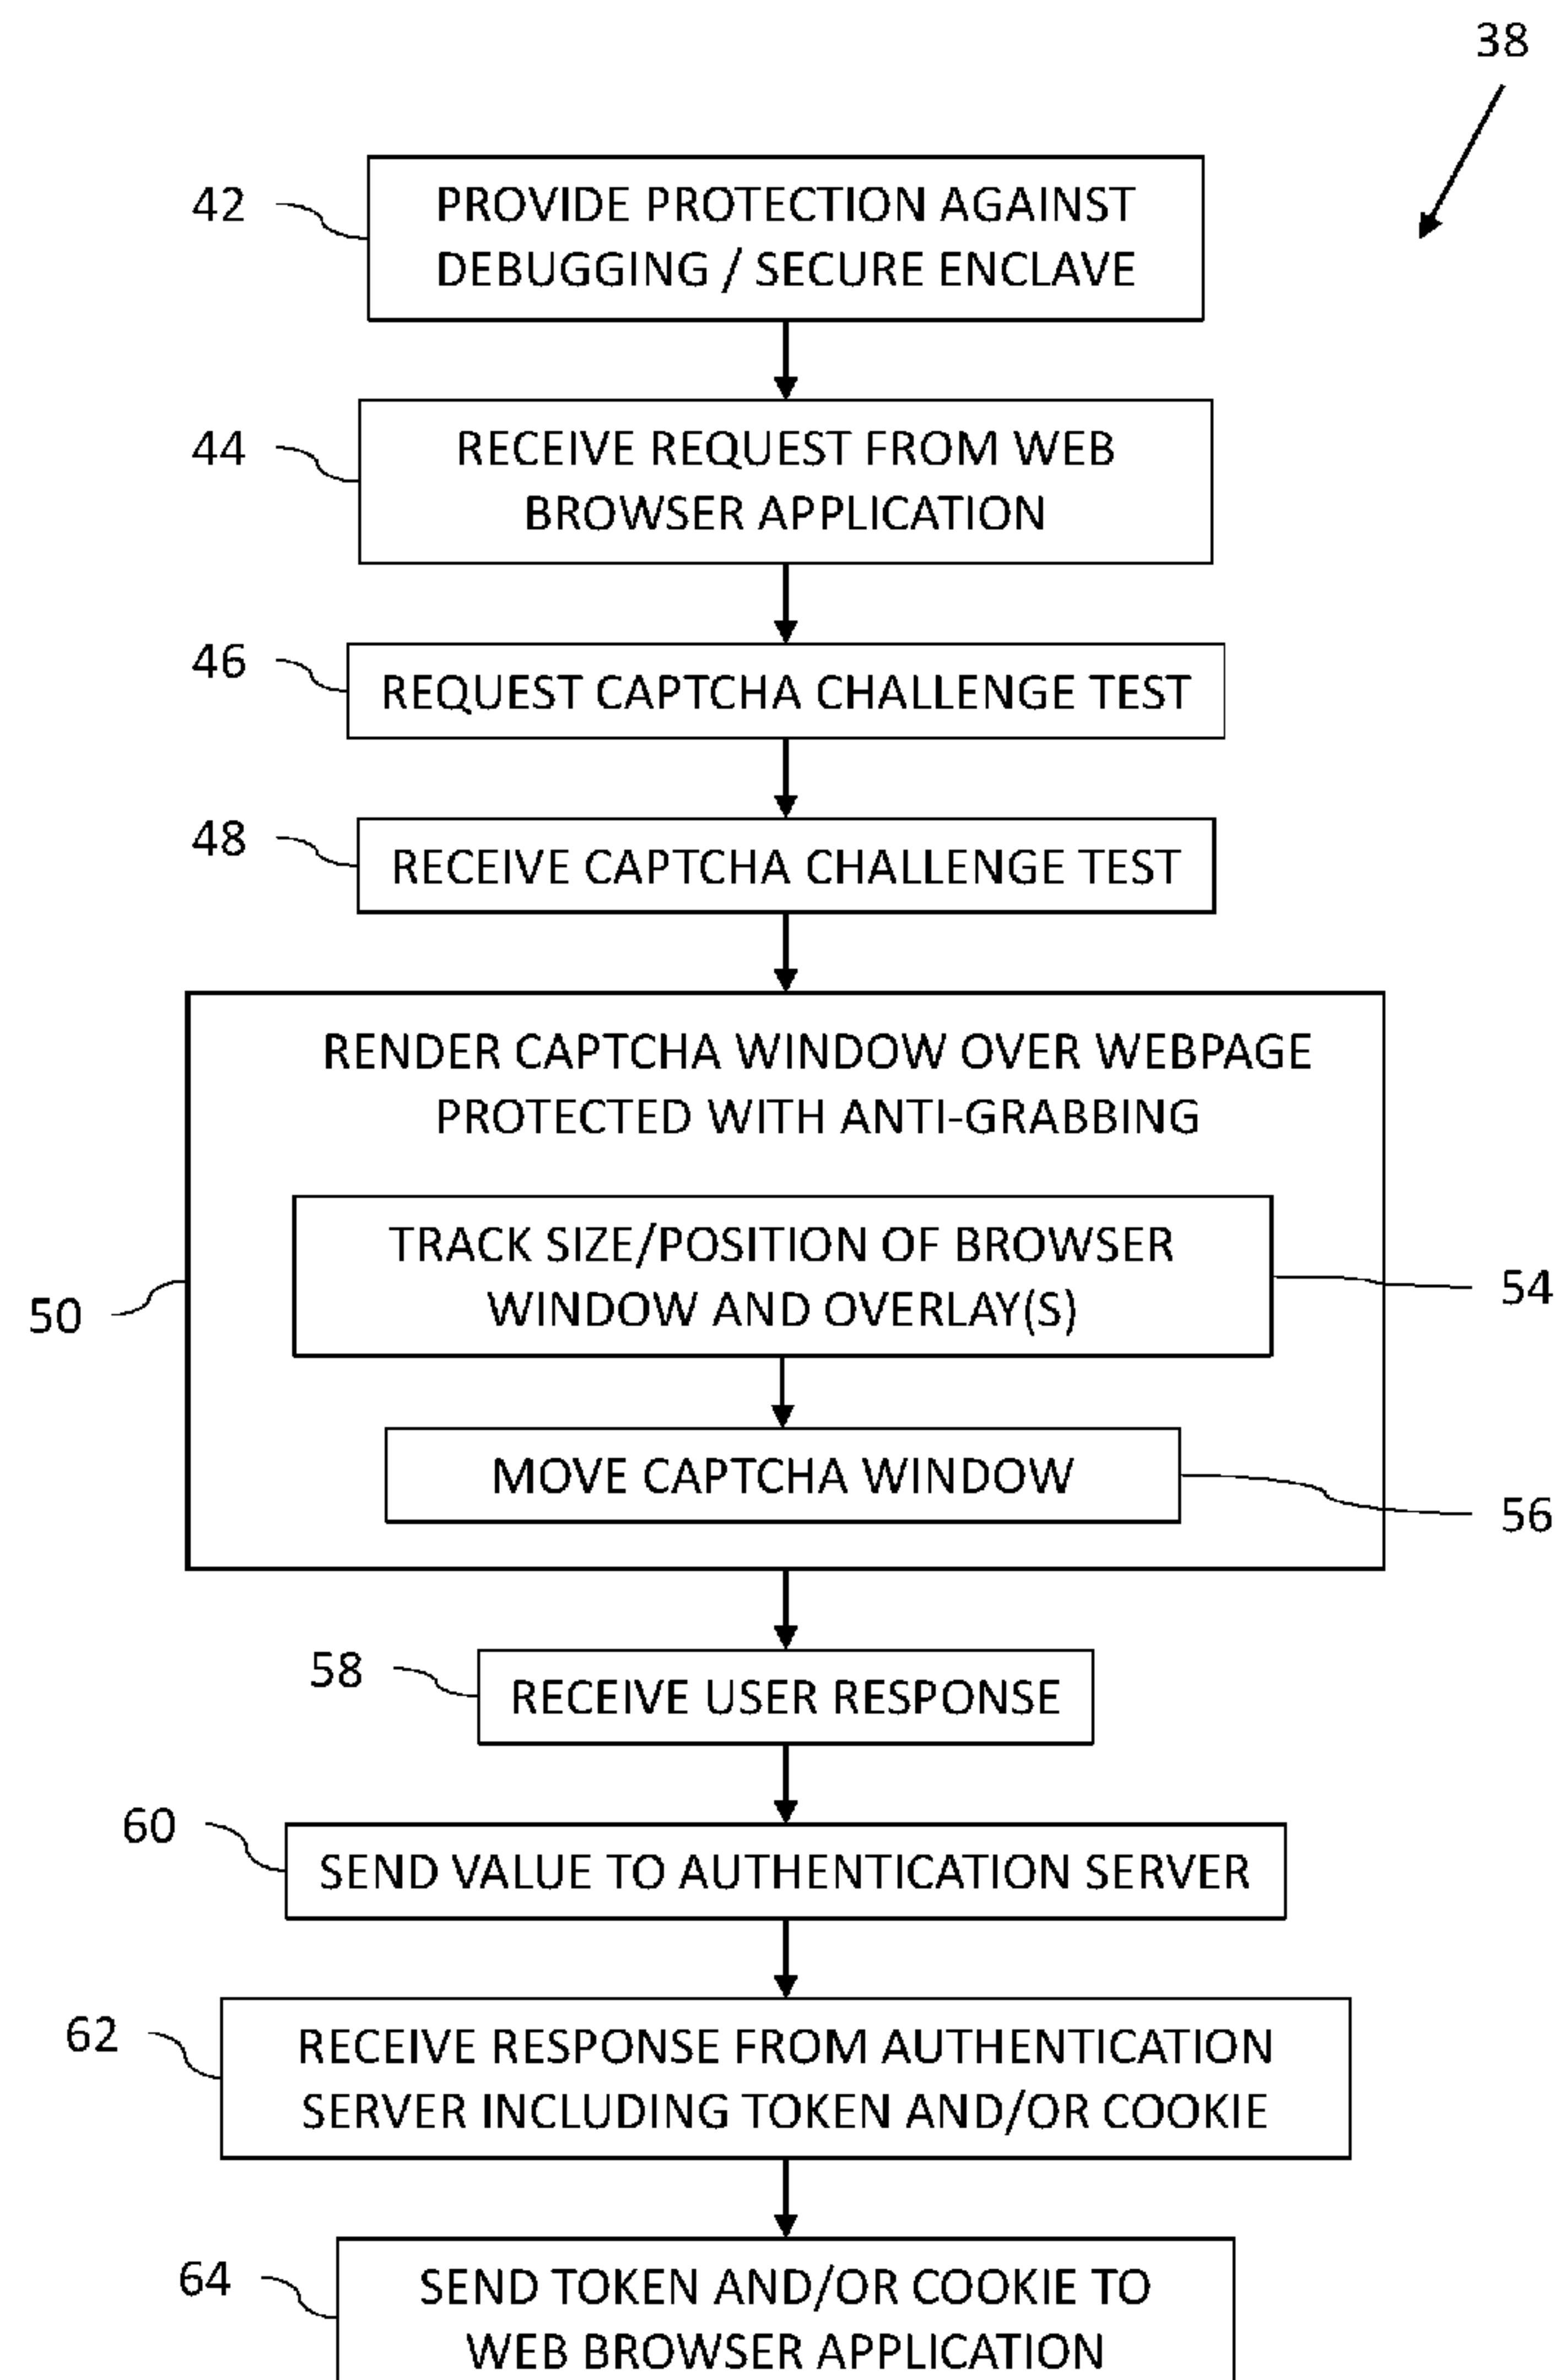 38
42
PROVIDE PROTECTION AGAINST
DEBUGGING / SECURE ENCLAVE
44
RECEIVE REQUEST FROM WEB
BROWSER APPLICATION
46
REQUEST CAPTCHA CHALLENGE TEST
48
RECEIVE CAPTCHA CHALLENGE TEST
50
RENDER CAPTCHA WINDOW OVER WEBPAGE
PROTECTED WITH ANTI-GRABBING
TRACK SIZE/POSITION OF BROWSER
WINDOW AND OVERLAY(S)
54
MOVE CAPTCHA WINDOW
56
58
RECEIVE USER RESPONSE
60
SEND VALUE TO AUTHENTICATION SERVER
62
RECEIVE RESPONSE FROM AUTHENTICATION
SERVER INCLUDING TOKEN AND/OR COOKIE
64
SEND TOKEN AND/OR COOKIE TO
WEB BROWSER APPLICATION